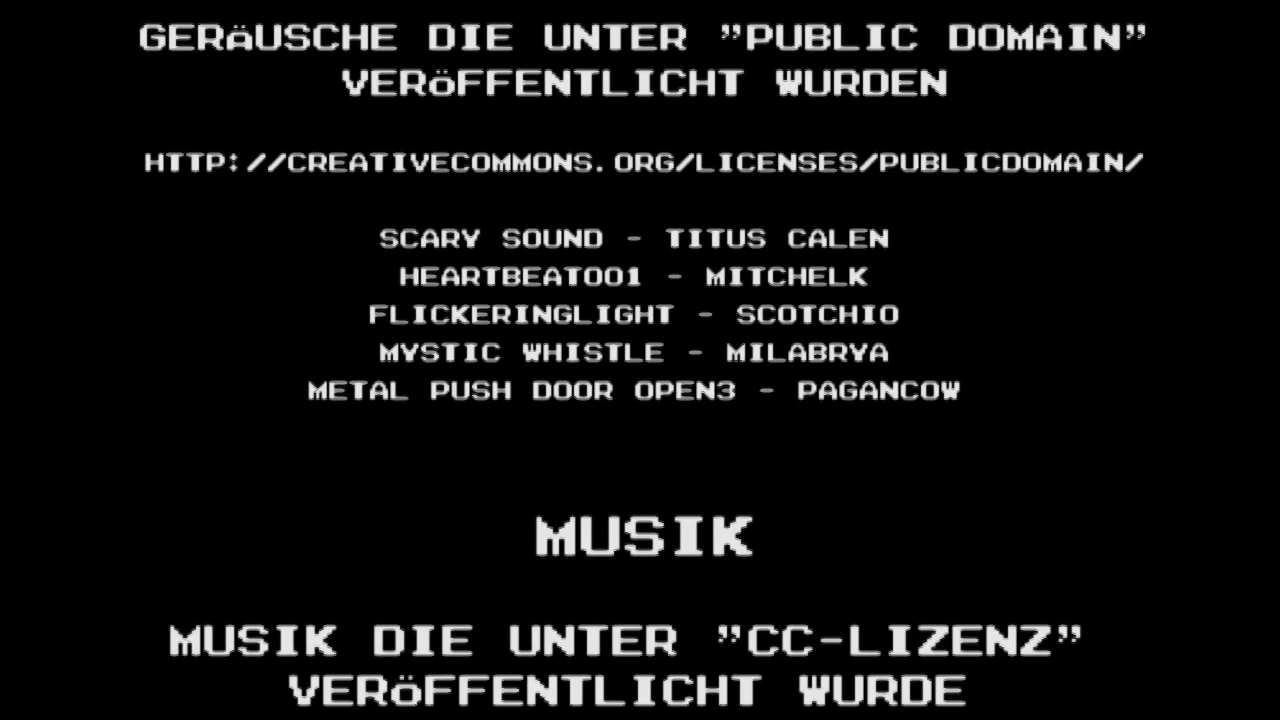 GERäUSCHE DIE UNTER "PUBLIC DOMAIN"
VERöFFENTLICHT WURDEN
HTTP://CREATIVECOMMONS.ORG/LICENSES/PUBLICDOMAIN/
SCARY SOUND - TITUS CALEN
HEARTBEAT001 - MITCHELK
FLICKERINGLIGHT - SCOTCHIO
MYSTIC WHISTLE - MILABRYA
METAL PUSH DOOR OPEN3 - PAGANCOW
MUSIK
MUSIK DIE UNTER "CC-LIZENZ"
VERöFFENTLICHT WURDE